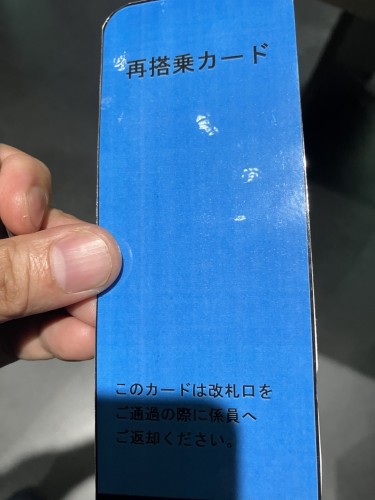 再搭乗カード
このカードは改札口を
ご通過の際に係員へ
ご返却ください。